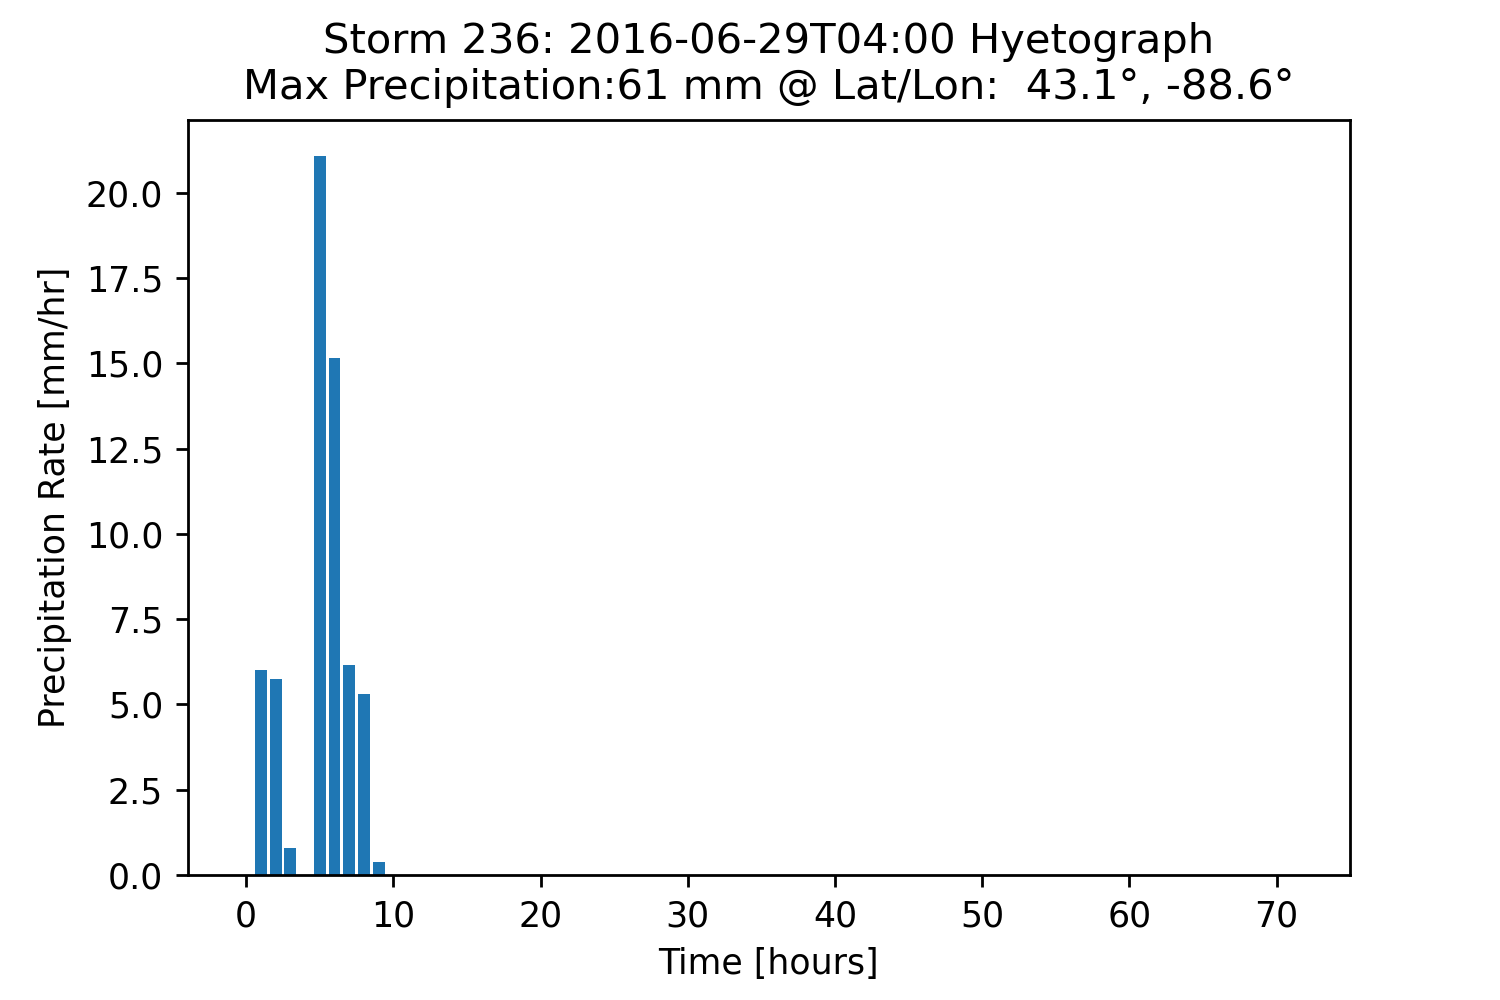 Storm 236: 2016-06-29T04:00 Hyetograph
Max Precipitation:61 mm @ Lat/Lon:  43.1°, -88.6°
20.0
17.5
15.0
12.5
10.0
7.5
5.0
2.5
0.0
Precipitation Rate [mm/hr]
0 10 20 30 40 50 60 70
Time [hours]